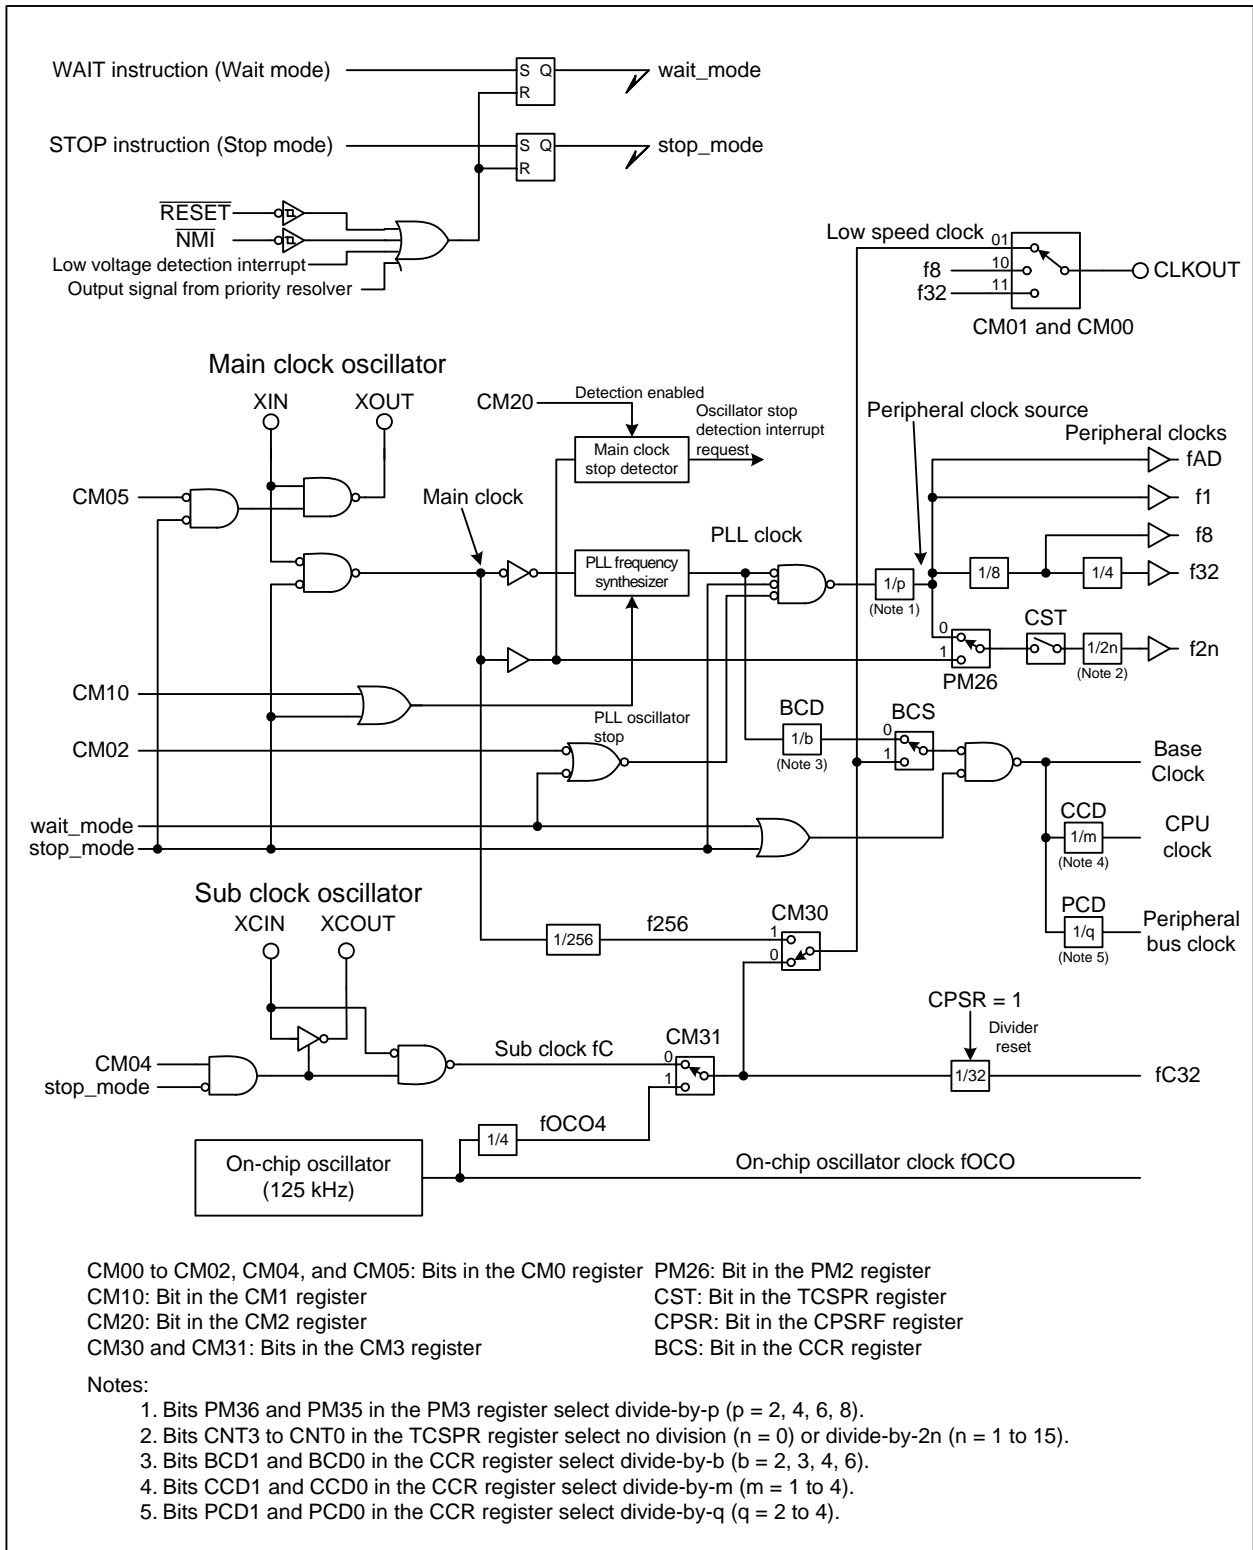 WAIT instruction (Wait mode)
S Q
R
wait_mode
STOP instruction (Stop mode)
S Q
R
stop_mode
RESET
NMI
Low voltage detection interrupt
Output signal from priority resolver
Low speed clock
01
f8
10
f32
11
CLKOUT
CM01 and CM00
Main clock oscillator
XIN
XOUT
CM20
Detection enabled
Oscillator stop
detection interrupt
request
Main clock
stop detector
Peripheral clock source
Peripheral clocks
fAD
f1
f8
f32
f2n
CM05
Main clock
PLL clock
PLL frequency
synthesizer
1/p
(Note 1)
1/8
1/4
CST
0
1
PM26
1/2n
(Note 2)
CM10
PLL oscillator
stop
CM02
BCD
1/b
(Note 3)
BCS
0
1
Base
Clock
wait_mode
stop_mode
CCD
1/m
(Note 4)
CPU
clock
PCD
1/q
(Note 5)
Peripheral
bus clock
Sub clock oscillator
XCIN
XCOUT
1/256
f256
CM30
1
0
CPSR = 1
Divider
reset
CM04
stop_mode
Sub clock fC
CM31
0
1
1/32
fC32
fOCO4
1/4
On-chip oscillator
(125 kHz)
On-chip oscillator clock fOCO
CM00 to CM02, CM04, and CM05: Bits in the CM0 register
PM26: Bit in the PM2 register
CM10: Bit in the CM1 register
CST: Bit in the TCSPR register
CM20: Bit in the CM2 register
CPSR: Bit in the CPSRF register
CM30 and CM31: Bits in the CM3 register
BCS: Bit in the CCR register
Notes:
1. Bits PM36 and PM35 in the PM3 register select divide-by-p (p = 2, 4, 6, 8).
2. Bits CNT3 to CNT0 in the TCSPR register select no division (n = 0) or divide-by-2n (n = 1 to 15).
3. Bits BCD1 and BCD0 in the CCR register select divide-by-b (b = 2, 3, 4, 6).
4. Bits CCD1 and CCD0 in the CCR register select divide-by-m (m = 1 to 4).
5. Bits PCD1 and PCD0 in the CCR register select divide-by-q (q = 2 to 4).